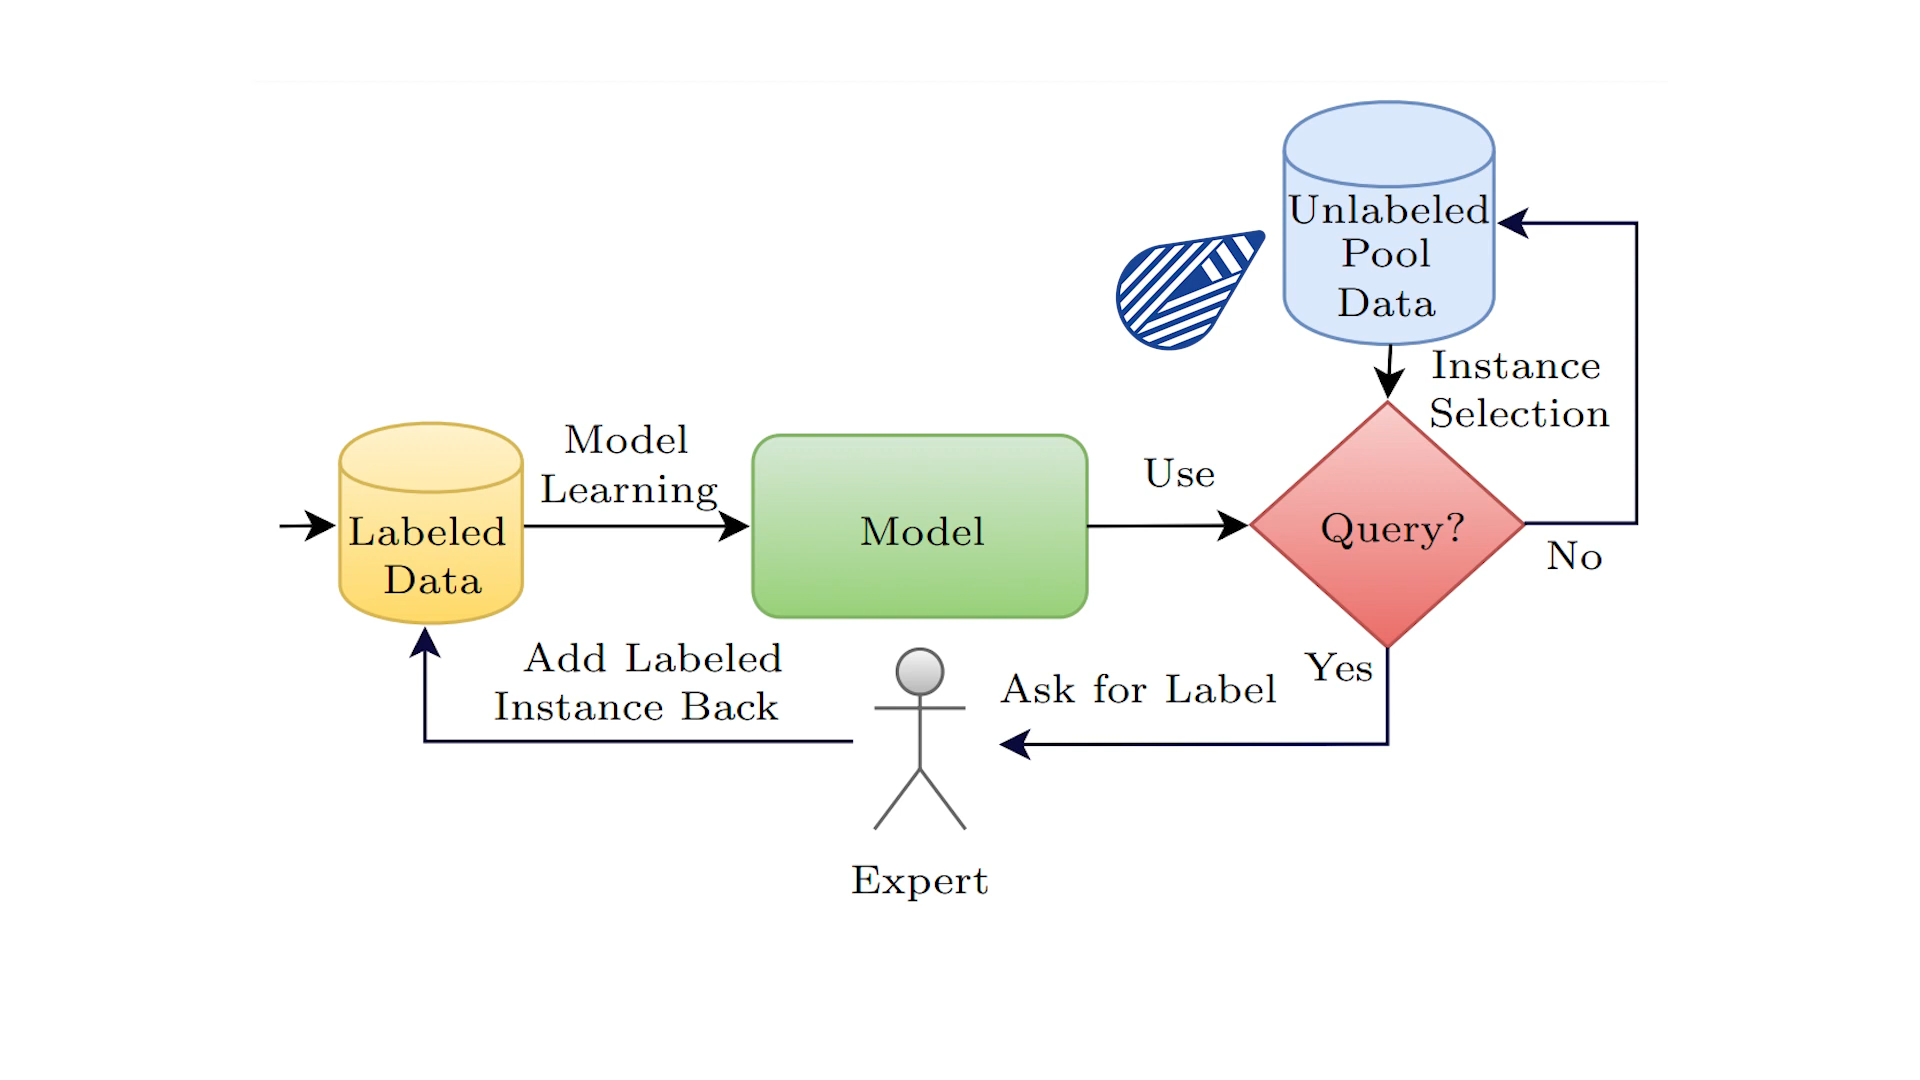 Unlabeled
Pool
Data
Instance
Selection
Model
Learning
Use
Labeled
Data
Model
Query?
No
Add Labeled
Instance Back
Ask for Label
Yes
Expert